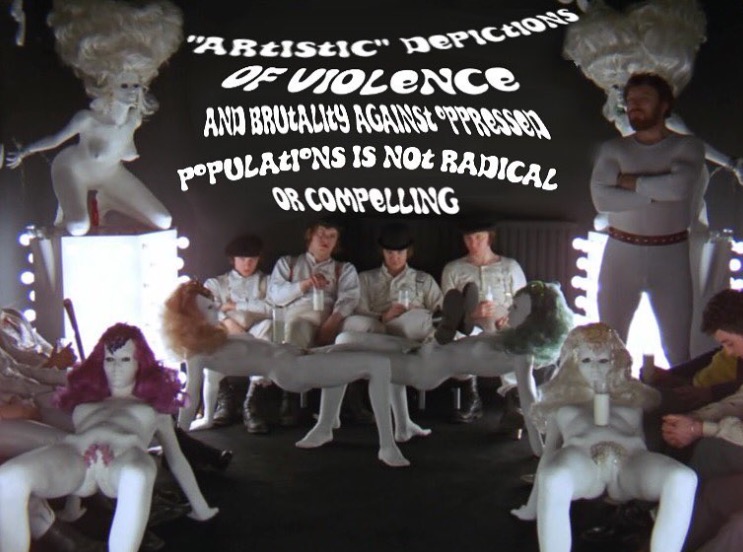 "ARtIStIC" DePICtIONS
OF VIOLeNCe
AND BRUtALItY AGAINSt OPPReSSeD
POPULAtIONS IS NOt RADICAL
OR COMPeLLING